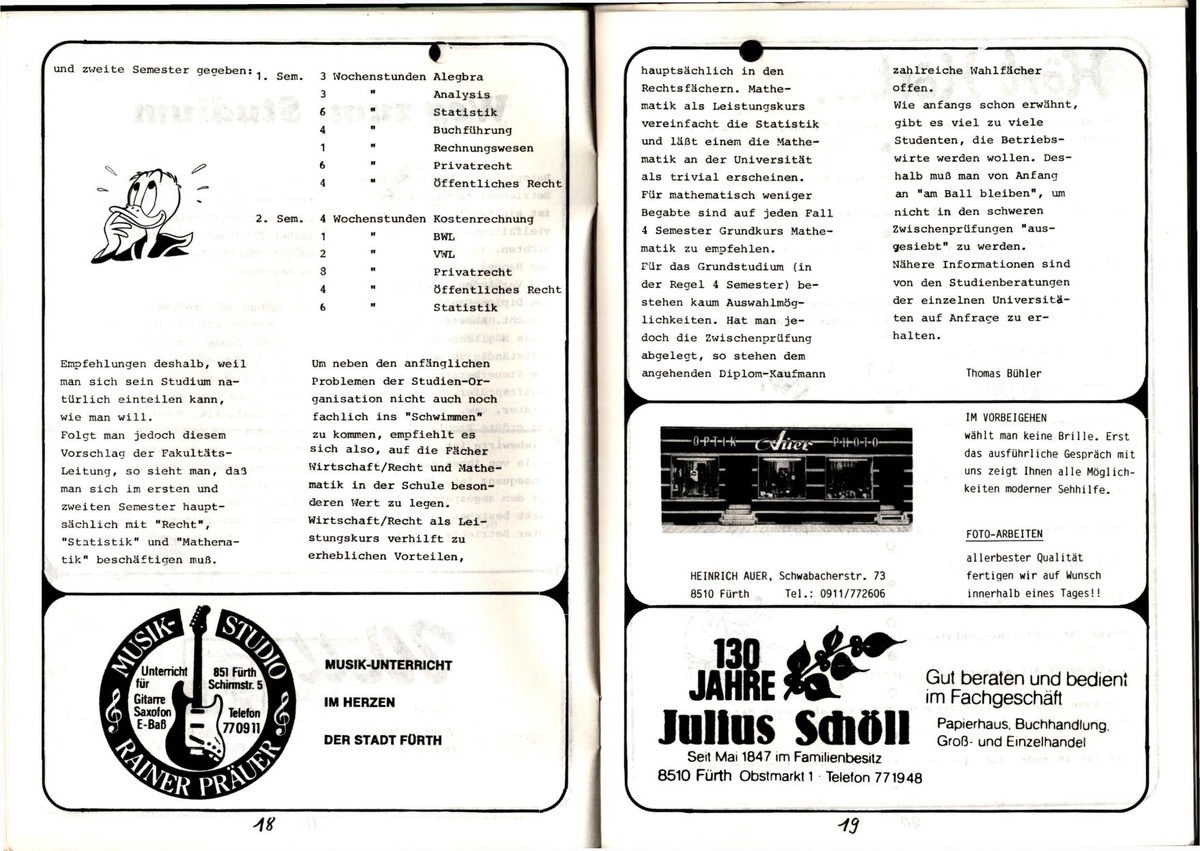 und zweite Semester gegeben:
1. Sem. 3 Wochenstunden Alegbra
3 " Analysis
6 " Statistik
4 " Buchführung
1 " Rechnungswesen
6 " Privatrecht
4 " Öffentliches Recht
2. Sem. 4 Wochenstunden Kostenrechnung
1 " BWL
2 " VWL
8 " Privatrecht
4 " Öffentliches Recht
6 " Statistik
Empfehlungen deshalb, weil
man sich sein Studium na-
türlich einteilen kann,
wie man will.
Folgt man jedoch diesem
Vorschlag der Fakultäts-
Leitung, so sieht man, daß
man sich im ersten und
zweiten Semester haupt-
sächlich mit "Recht",
"Statistik" und "Mathema-
tik" beschäftigen muß.
Um neben den anfänglichen
Problemen der Studien-Or-
ganisation nicht auch noch
fachlich ins "Schwimmen"
zu kommen, empfiehlt es
sich also, auf die Fächer
Wirtschaft/Recht und Mathe-
matik in der Schule beson-
deren Wert zu legen.
Wirtschaft/Recht als Lei-
stungskurs verhilft zu
erheblichen Vorteilen,
MUSIK-STUDIO
Unterricht
für
Gitarre
Saxofon
E-Baß
851 Fürth
Schirmstr. 5
Telefon
770911
RAINER PRÄUER
MUSIK-UNTERRICHT
IM HERZEN
DER STADT FÜRTH
18
hauptsächlich in den
Rechtsfächern. Mathe-
matik als Leistungskurs
vereinfacht die Statistik
und läßt einem die Mathe-
matik an der Universität
als trivial erscheinen.
Für mathematisch weniger
Begabte sind auf jeden Fall
4 Semester Grundkurs Mathe-
matik zu empfehlen.
Für das Grundstudium (in
der Regel 4 Semester) be-
stehen kaum Auswahlmög-
lichkeiten. Hat man je-
doch die Zwischenprüfung
abgelegt, so stehen dem
angehenden Diplom-Kaufmann
zahlreiche Wahlfächer
offen.
Wie anfangs schon erwähnt,
gibt es viel zu viele
Studenten, die Betriebs-
wirte werden wollen. Des-
halb muß man von Anfang
an "am Ball bleiben", um
nicht in den schweren
Zwischenprüfungen "aus-
gesiebt" zu werden.
Nähere Informationen sind
von den Studienberatungen
der einzelnen Universitä-
ten auf Anfrage zu er-
halten.
Thomas Bühler
OPTIK Auer PHOTO
HEINRICH AUER, Schwabacherstr. 73
8510 Fürth Tel.: 0911/772606
IM VORBEIGEHEN
wählt man keine Brille. Erst
das ausführliche Gespräch mit
uns zeigt Ihnen alle Möglich-
keiten moderner Sehhilfe.
FOTO-ARBEITEN
allerbester Qualität
fertigen wir auf Wunsch
innerhalb eines Tages!!
130
JAHRE
Julius Schöll
Seit Mai 1847 im Familienbesitz
8510 Fürth Obstmarkt 1 · Telefon 771948
Gut beraten und bedient
im Fachgeschäft
Papierhaus, Buchhandlung,
Groß- und Einzelhandel
19